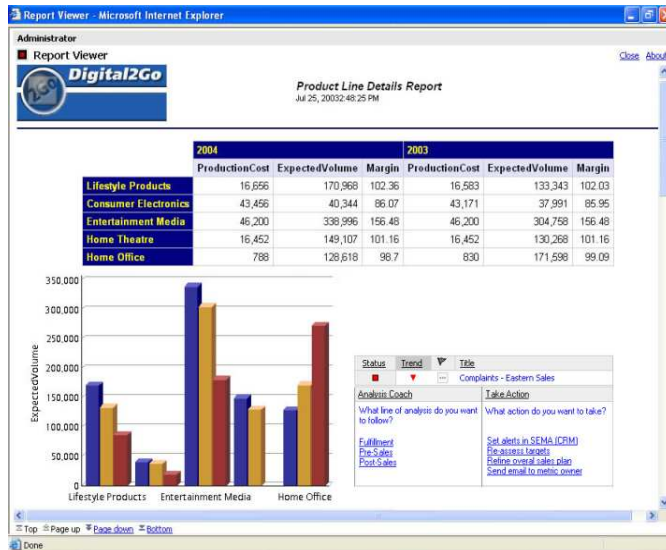 Report Viewer - Microsoft Internet Explorer
Administrator
Report Viewer
Close About
2GO
Digital2Go
Product Line Details Report
Jul 25, 20032:48:25 PM
2004 2003
ProductionCost ExpectedVolume Margin ProductionCost ExpectedVolume Margin
Lifestyle Products 16,656 170,968 102.36 16,583 133,343 102.03
Consumer Electronics 43,456 40,344 86.07 43,171 37,991 85.95
Entertainment Media 46,200 338,996 156.48 46,200 304,758 156.48
Home Theatre 16,452 149,107 101.16 16,452 130,268 101.16
Home Office 788 128,618 98.7 830 171,598 99.09
350,000
300,000
250,000
200,000
150,000
100,000
50,000
0
ExpectedVolume
Lifestyle Products Entertainment Media Home Office
Status Trend Title
Complaints - Eastern Sales
Analysis Coach Take Action
What line of analysis do you want to follow?
What action do you want to take?
Fulfillment
Pre-Sales
Post-Sales
Set alerts in SEMA (CRM)
Re-assess targets
Refine overal sales plan
Send email to metric owner
Top Page up Page down Bottom
Done